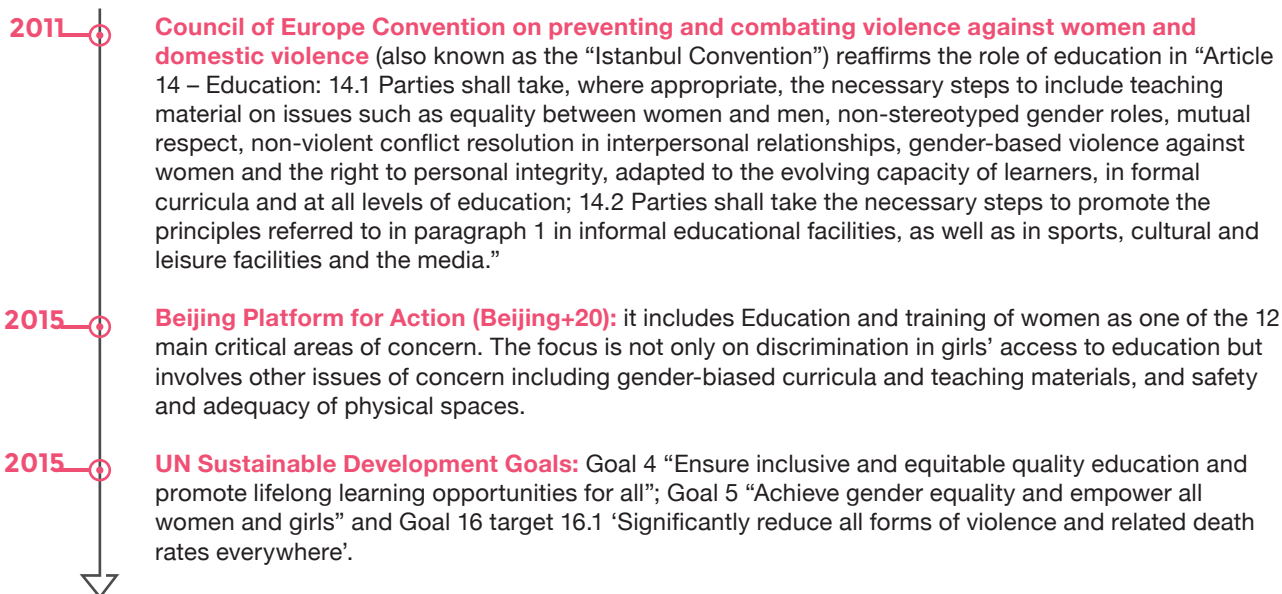 2011 Council of Europe Convention on preventing and combating violence against women and
domestic violence (also known as the “Istanbul Convention”) reaffirms the role of education in “Article
14 – Education: 14.1 Parties shall take, where appropriate, the necessary steps to include teaching
material on issues such as equality between women and men, non-stereotyped gender roles, mutual
respect, non-violent conflict resolution in interpersonal relationships, gender-based violence against
women and the right to personal integrity, adapted to the evolving capacity of learners, in formal
curricula and at all levels of education; 14.2 Parties shall take the necessary steps to promote the
principles referred to in paragraph 1 in informal educational facilities, as well as in sports, cultural and
leisure facilities and the media.”
2015 Beijing Platform for Action (Beijing+20): it includes Education and training of women as one of the 12
main critical areas of concern. The focus is not only on discrimination in girls’ access to education but
involves other issues of concern including gender-biased curricula and teaching materials, and safety
and adequacy of physical spaces.
2015 UN Sustainable Development Goals: Goal 4 “Ensure inclusive and equitable quality education and
promote lifelong learning opportunities for all”; Goal 5 “Achieve gender equality and empower all
women and girls” and Goal 16 target 16.1 ‘Significantly reduce all forms of violence and related death
rates everywhere’.